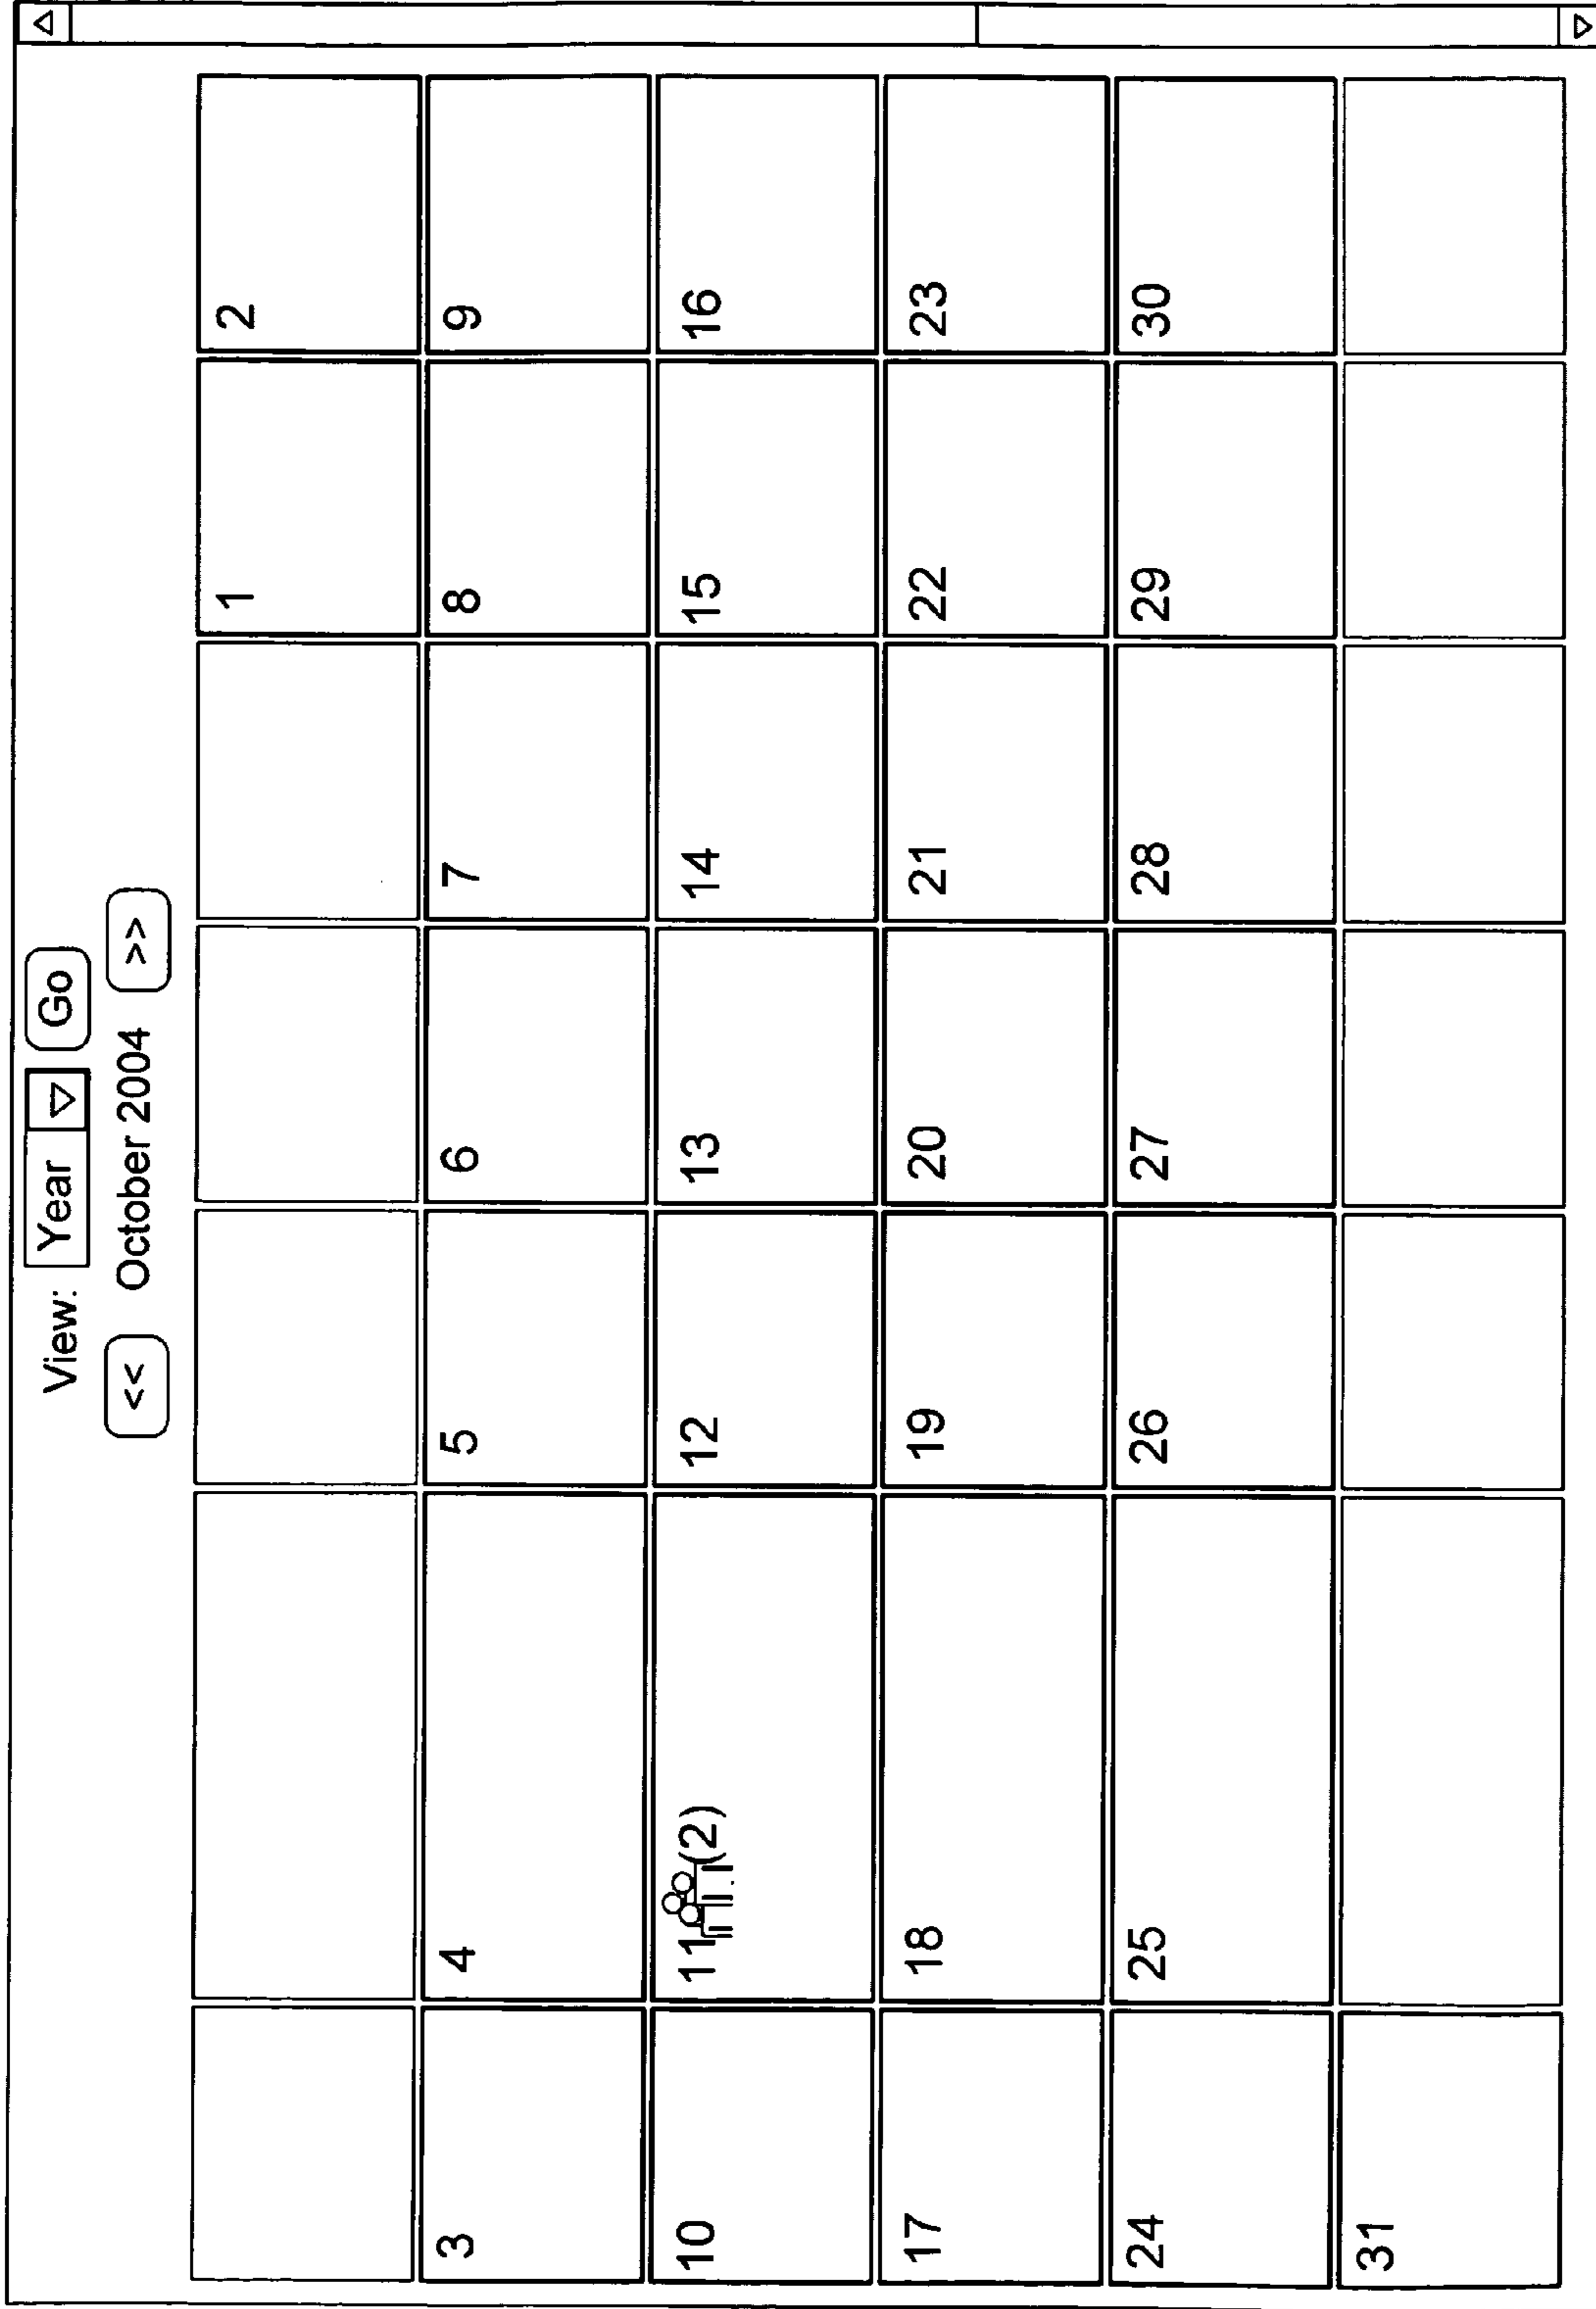 View: Year Go
<< October 2004 >>
1 2
3 4 5 6 7 8 9
10 11 (2) 12 13 14 15 16
17 18 19 20 21 22 23
24 25 26 27 28 29 30
31